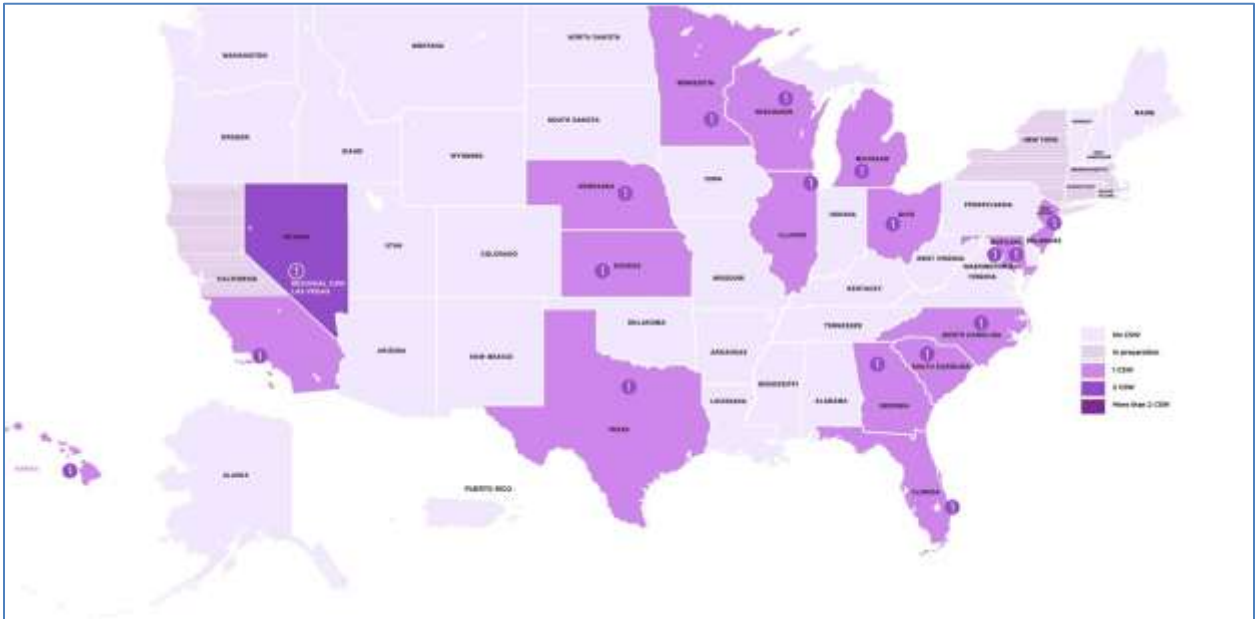 WASHINGTON
MONTANA
NORTH DAKOTA
MINNESOTA
OREGON
IDAHO
SOUTH DAKOTA
WISCONSIN
NEW YORK
MAINE
WYOMING
MICHIGAN
IOWA
NEBRASKA
PENNSYLVANIA
NEVADA
UTAH
COLORADO
ILLINOIS
INDIANA
OHIO
MARYLAND
DELAWARE
WEST VIRGINIA
WASHINGTON
VIRGINIA
CALIFORNIA
REGIONAL CSW
LAS VEGAS
KANSAS
MISSOURI
KENTUCKY
OKLAHOMA
TENNESSEE
NORTH CAROLINA
ARIZONA
NEW MEXICO
ARKANSAS
SOUTH CAROLINA
MISSISSIPPI
ALABAMA
GEORGIA
LOUISIANA
TEXAS
FLORIDA
HAWAII
ALASKA
PUERTO RICO
No CSW
In preparation
1 CSW
2 CSW
More than 2 CSW